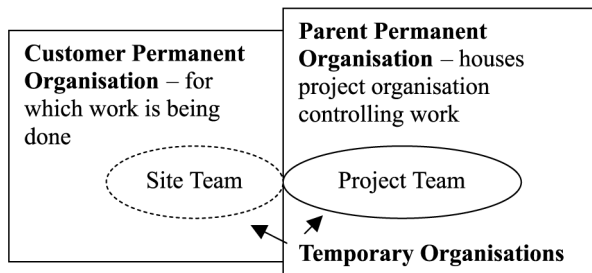 Customer Permanent
Organisation – for
which work is being
done
Parent Permanent
Organisation – houses
project organisation
controlling work
Site Team
Project Team
Temporary Organisations